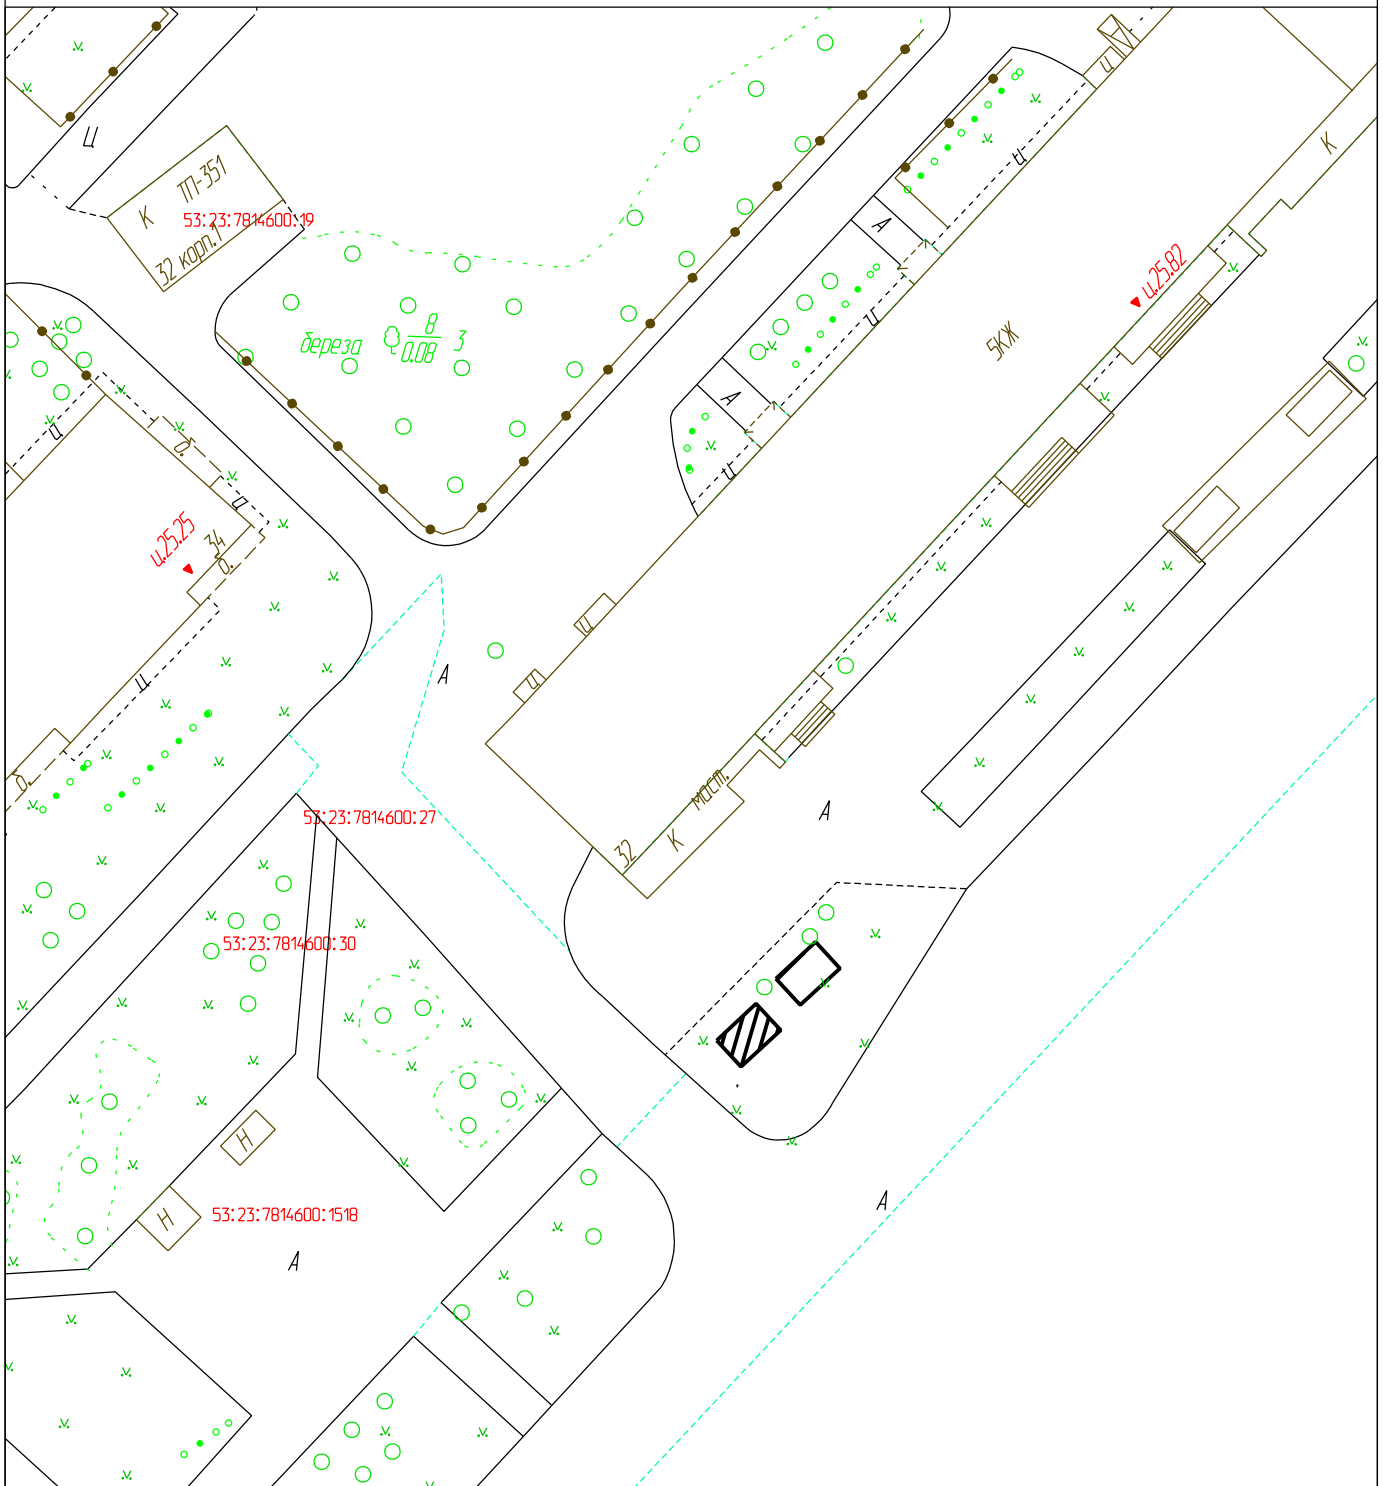 А
ц
К
Ц
ТП-351
К
53:23:7814600:19
32 корп.1
ц
А
ц.25.82
ц
береза 8/0.08 3
5КЖ
А
ц
д.
ц
ц
ц.25.25
34
д.
ц
А
ц
ц
д.
маст.
53:23:7814600:27
А
К
32
53:23:7814600:30
Н
А
53:23:7814600:1518
Н
А